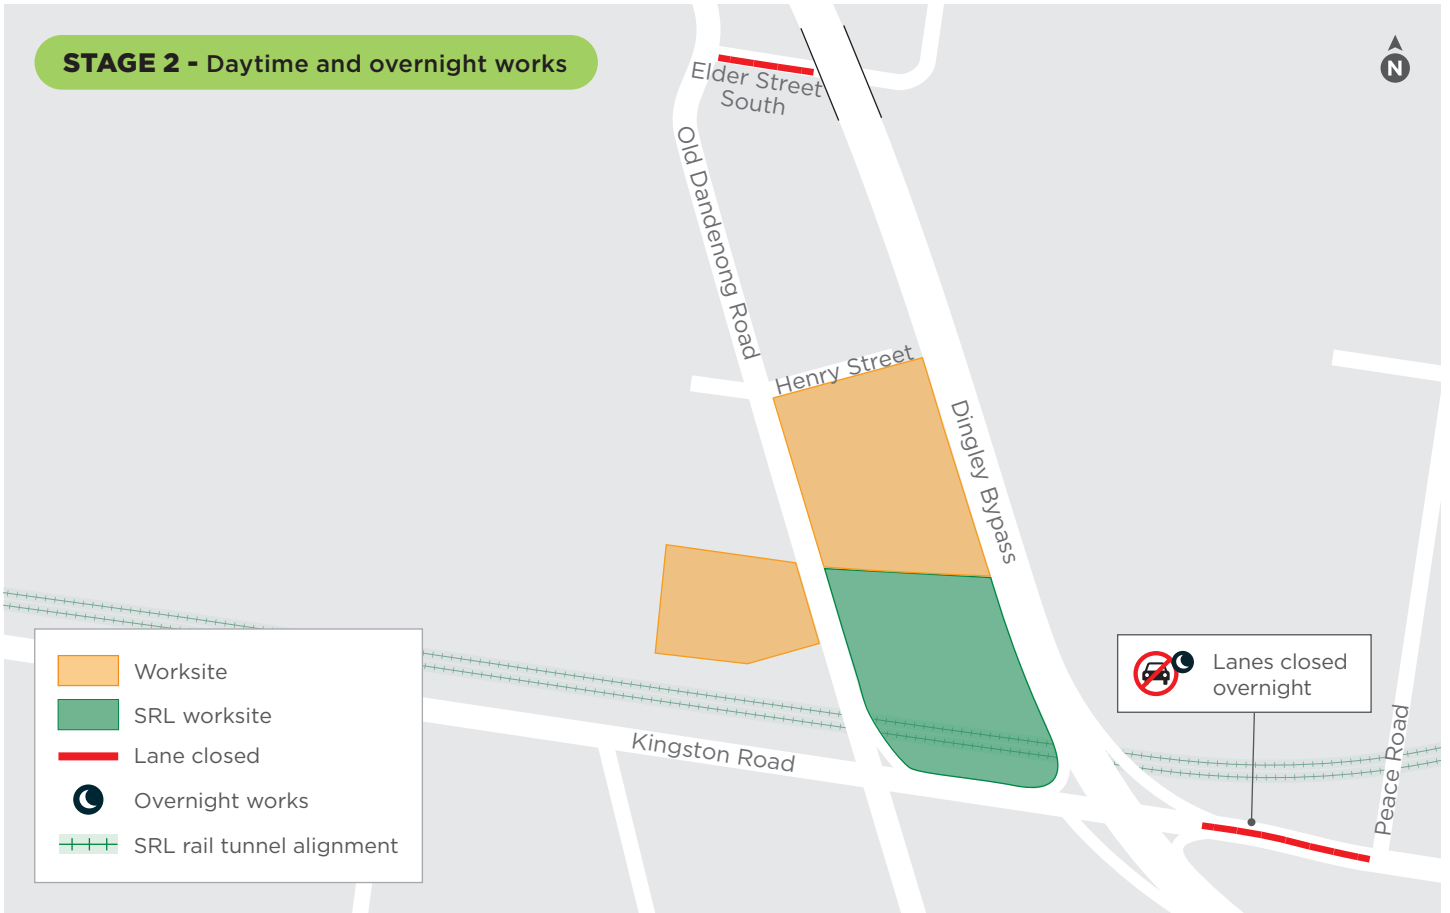 STAGE 2 - Daytime and overnight works
N
Elder Street
South
Old Dandenong Road
Henry Street
Dingley Bypass
Kingston Road
Peace Road
Lanes closed
overnight
Worksite
SRL worksite
Lane closed
Overnight works
SRL rail tunnel alignment